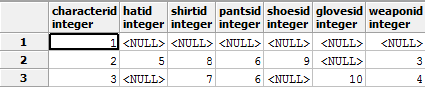 characterid hatid shirtid pantsid shoesid glovesid weaponid
integer integer integer integer integer integer integer
1 1 <NULL> <NULL> <NULL> <NULL> <NULL> <NULL>
2 2 5 8 6 9 <NULL> 3
3 3 <NULL> 7 6 <NULL> 10 4